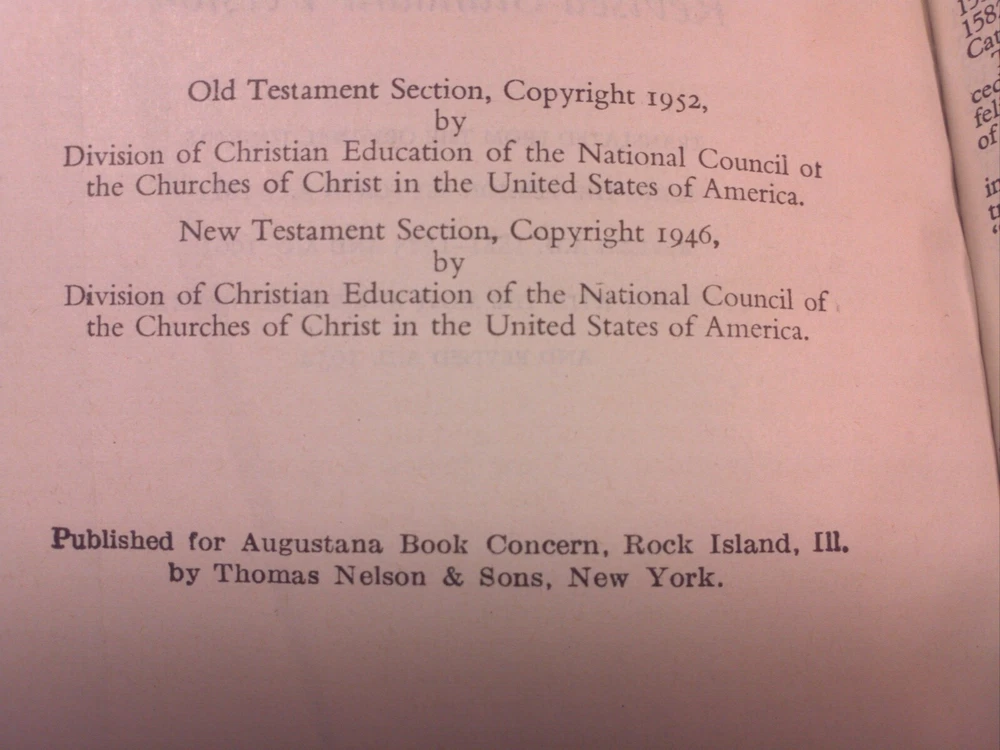 Old Testament Section, Copyright 1952,
by
Division of Christian Education of the National Council of
the Churches of Christ in the United States of America.
New Testament Section, Copyright 1946,
by
Division of Christian Education of the National Council of
the Churches of Christ in the United States of America.
Published for Augustana Book Concern, Rock Island, Ill.
by Thomas Nelson & Sons, New York.